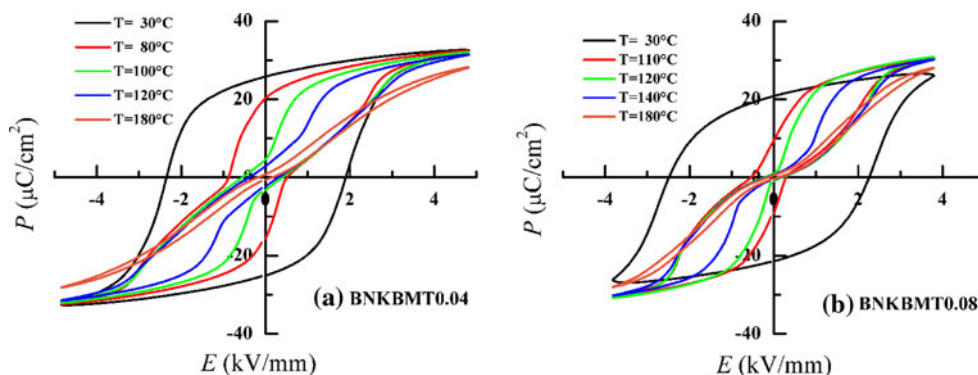 T= 30°C
T= 80°C
T=100°C
T=120°C
T=180°C
40
20
0
-20
-40
-4
-2
0
2
4
P (μC/cm²)
E (kV/mm)
(a) BNKBMT0.04
T= 30°C
T=110°C
T=120°C
T=140°C
T=180°C
40
20
0
-20
-40
-4
-2
0
2
4
P (μC/cm²)
E (kV/mm)
(b) BNKBMT0.08